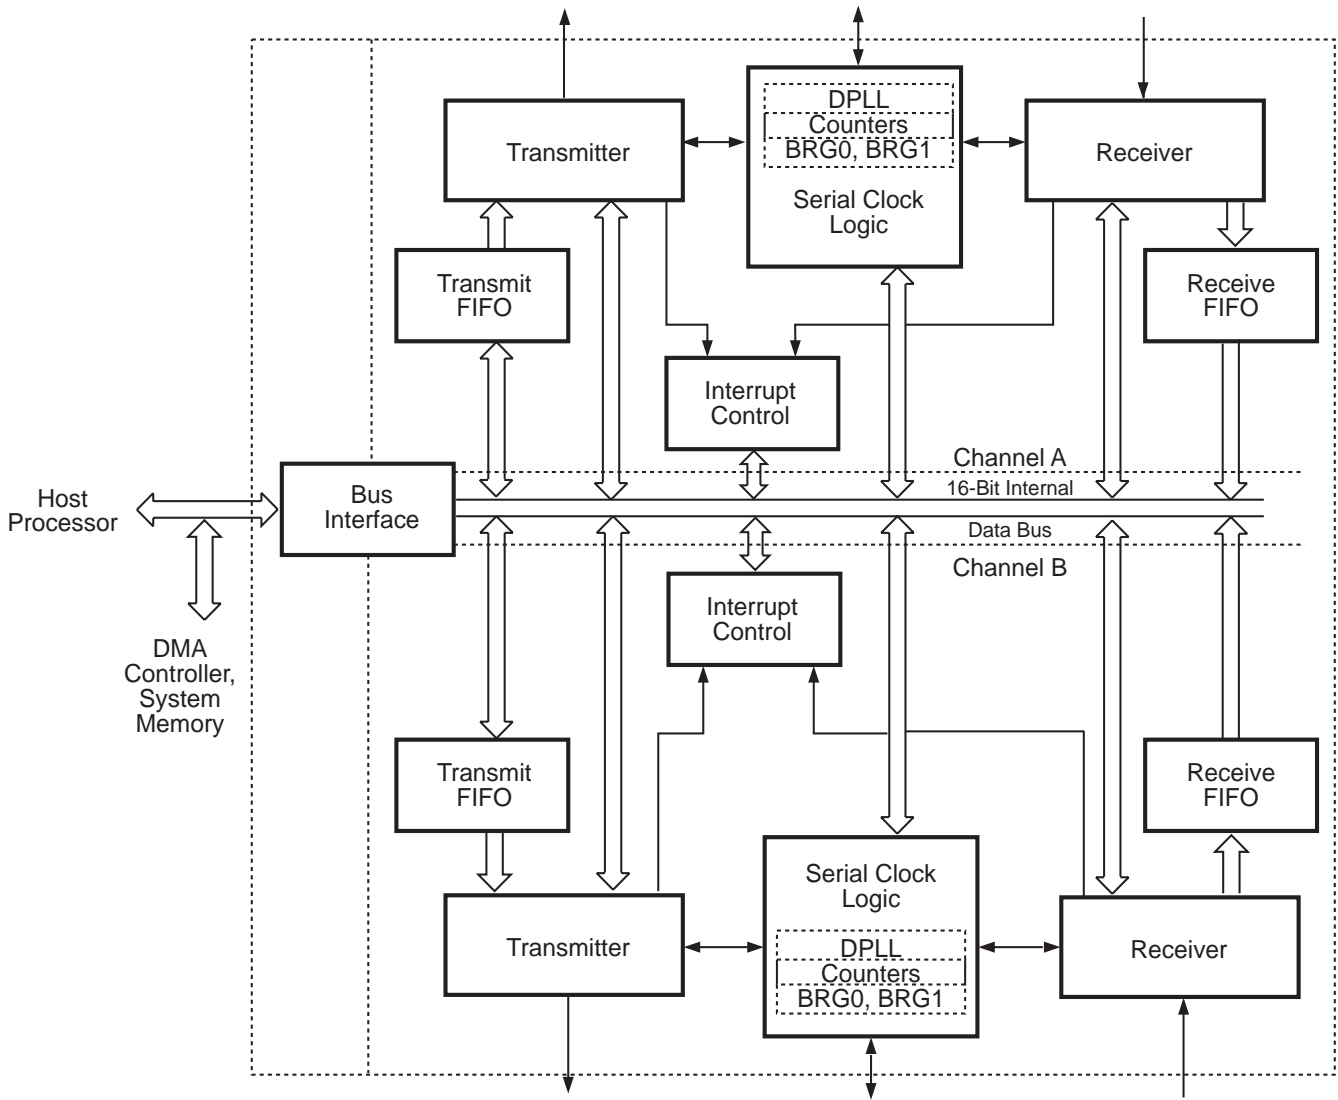 DPLL
Counters
BRG0, BRG1
Serial Clock
Logic
Transmitter
Receiver
Transmit
FIFO
Receive
FIFO
Interrupt
Control
Channel A
16-Bit Internal
Host
Processor
Bus
Interface
Data Bus
Channel B
Interrupt
Control
DMA
Controller,
System
Memory
Transmit
FIFO
Receive
FIFO
Serial Clock
Logic
DPLL
Counters
BRG0, BRG1
Transmitter
Receiver